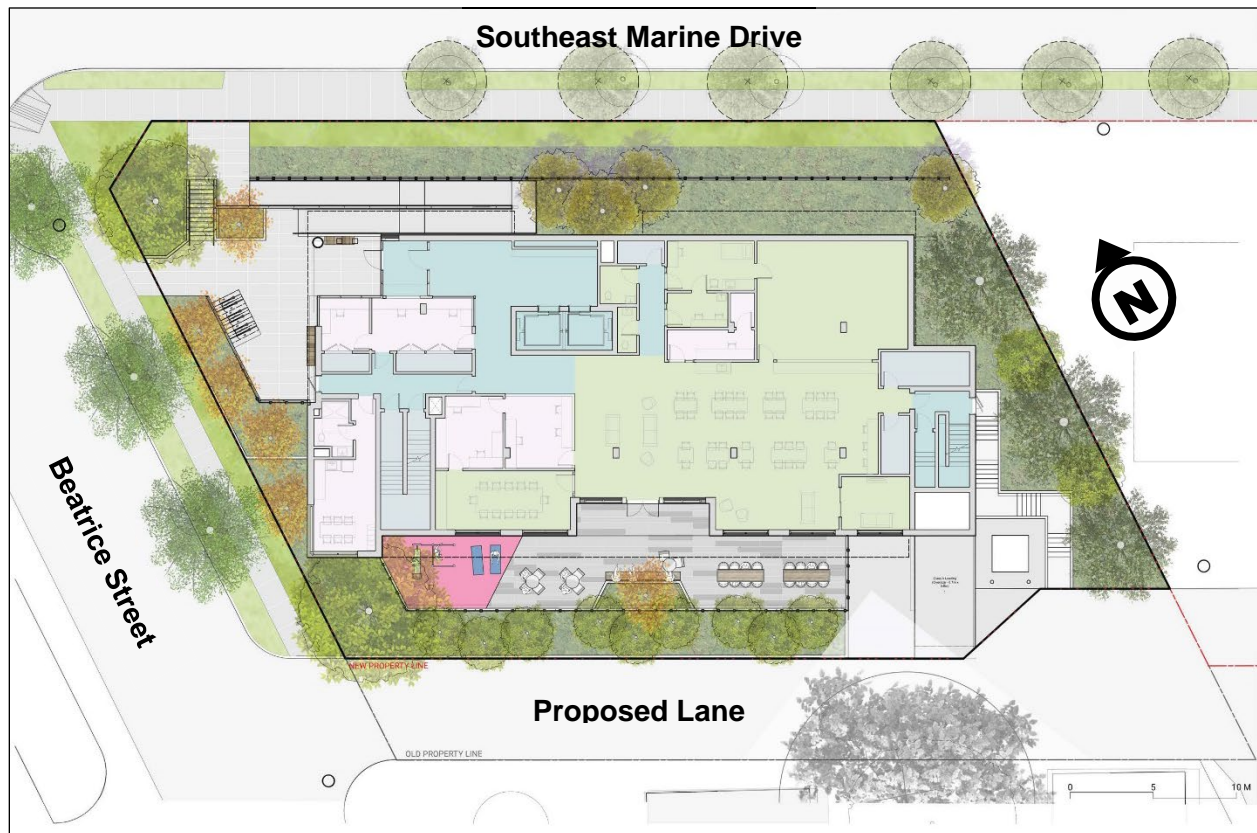 Southeast Marine Drive
N
Beatrice Street
NEW PROPERTY LINE
Proposed Lane
OLD PROPERTY LINE
0 5 10 M